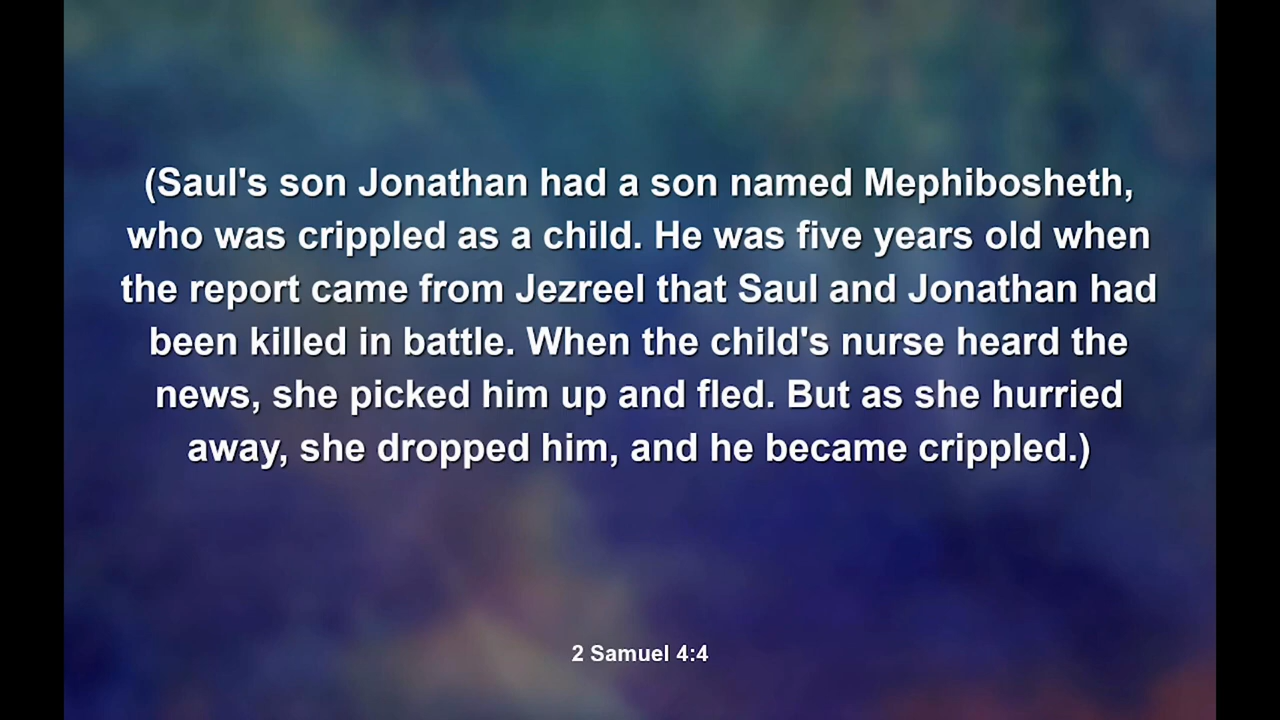 (Saul's son Jonathan had a son named Mephibosheth,
who was crippled as a child. He was five years old when
the report came from Jezreel that Saul and Jonathan had
been killed in battle. When the child's nurse heard the
news, she picked him up and fled. But as she hurried
away, she dropped him, and he became crippled.)
2 Samuel 4:4